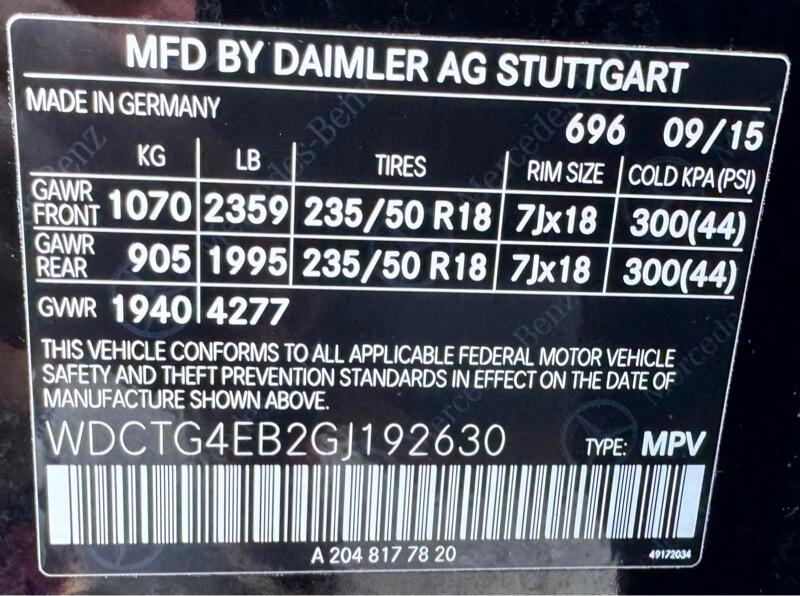 MFD BY DAIMLER AG STUTTGART
MADE IN GERMANY
696 09/15
KG LB TIRES RIM SIZE COLD KPA (PSI)
GAWR FRONT 1070 2359 235/50 R18 7Jx18 300(44)
GAWR REAR 905 1995 235/50 R18 7Jx18 300(44)
GVWR 1940 4277
THIS VEHICLE CONFORMS TO ALL APPLICABLE FEDERAL MOTOR VEHICLE
SAFETY AND THEFT PREVENTION STANDARDS IN EFFECT ON THE DATE OF
MANUFACTURE SHOWN ABOVE.
WDCTG4EB2GJ192630 TYPE: MPV
A 204 817 78 20 49172034
Mercedes-Benz